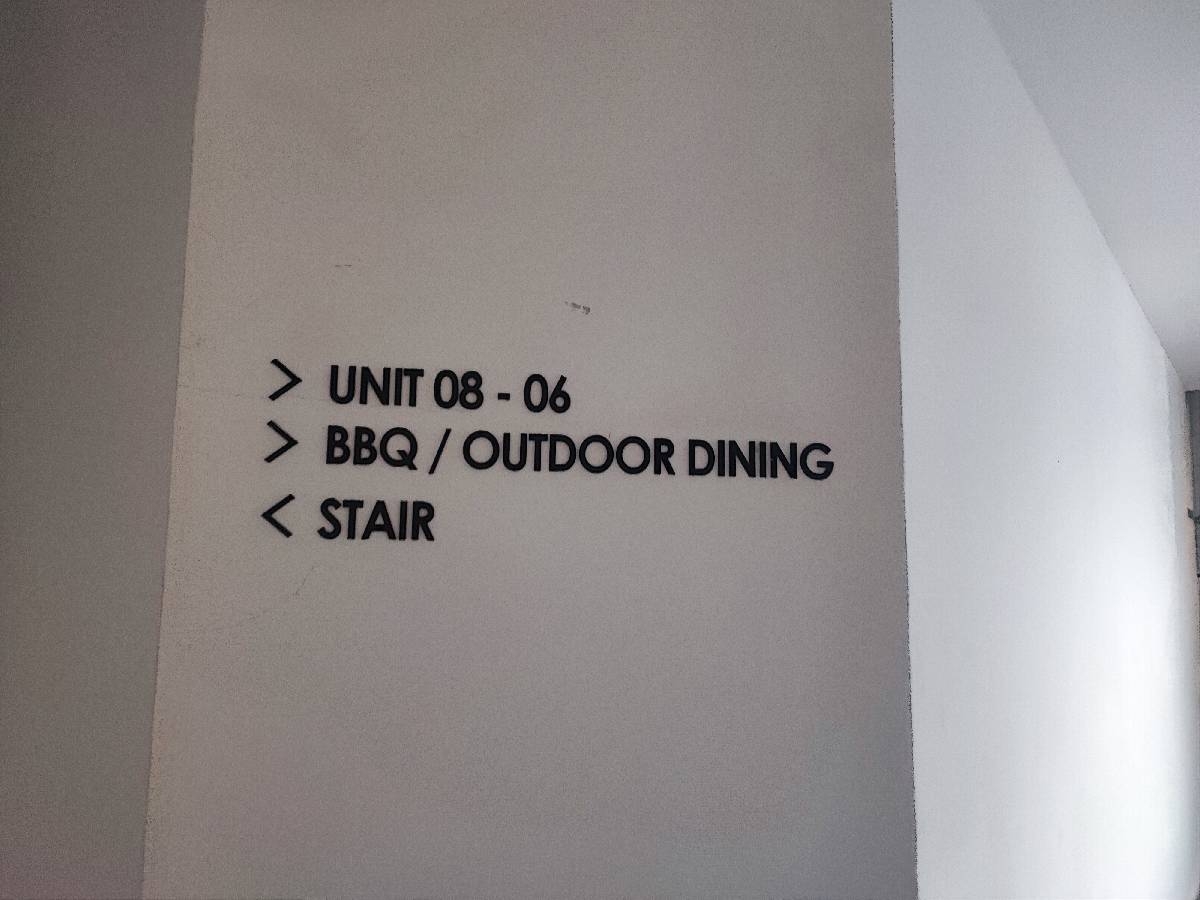 > UNIT 08 - 06
> BBQ / OUTDOOR DINING
< STAIR